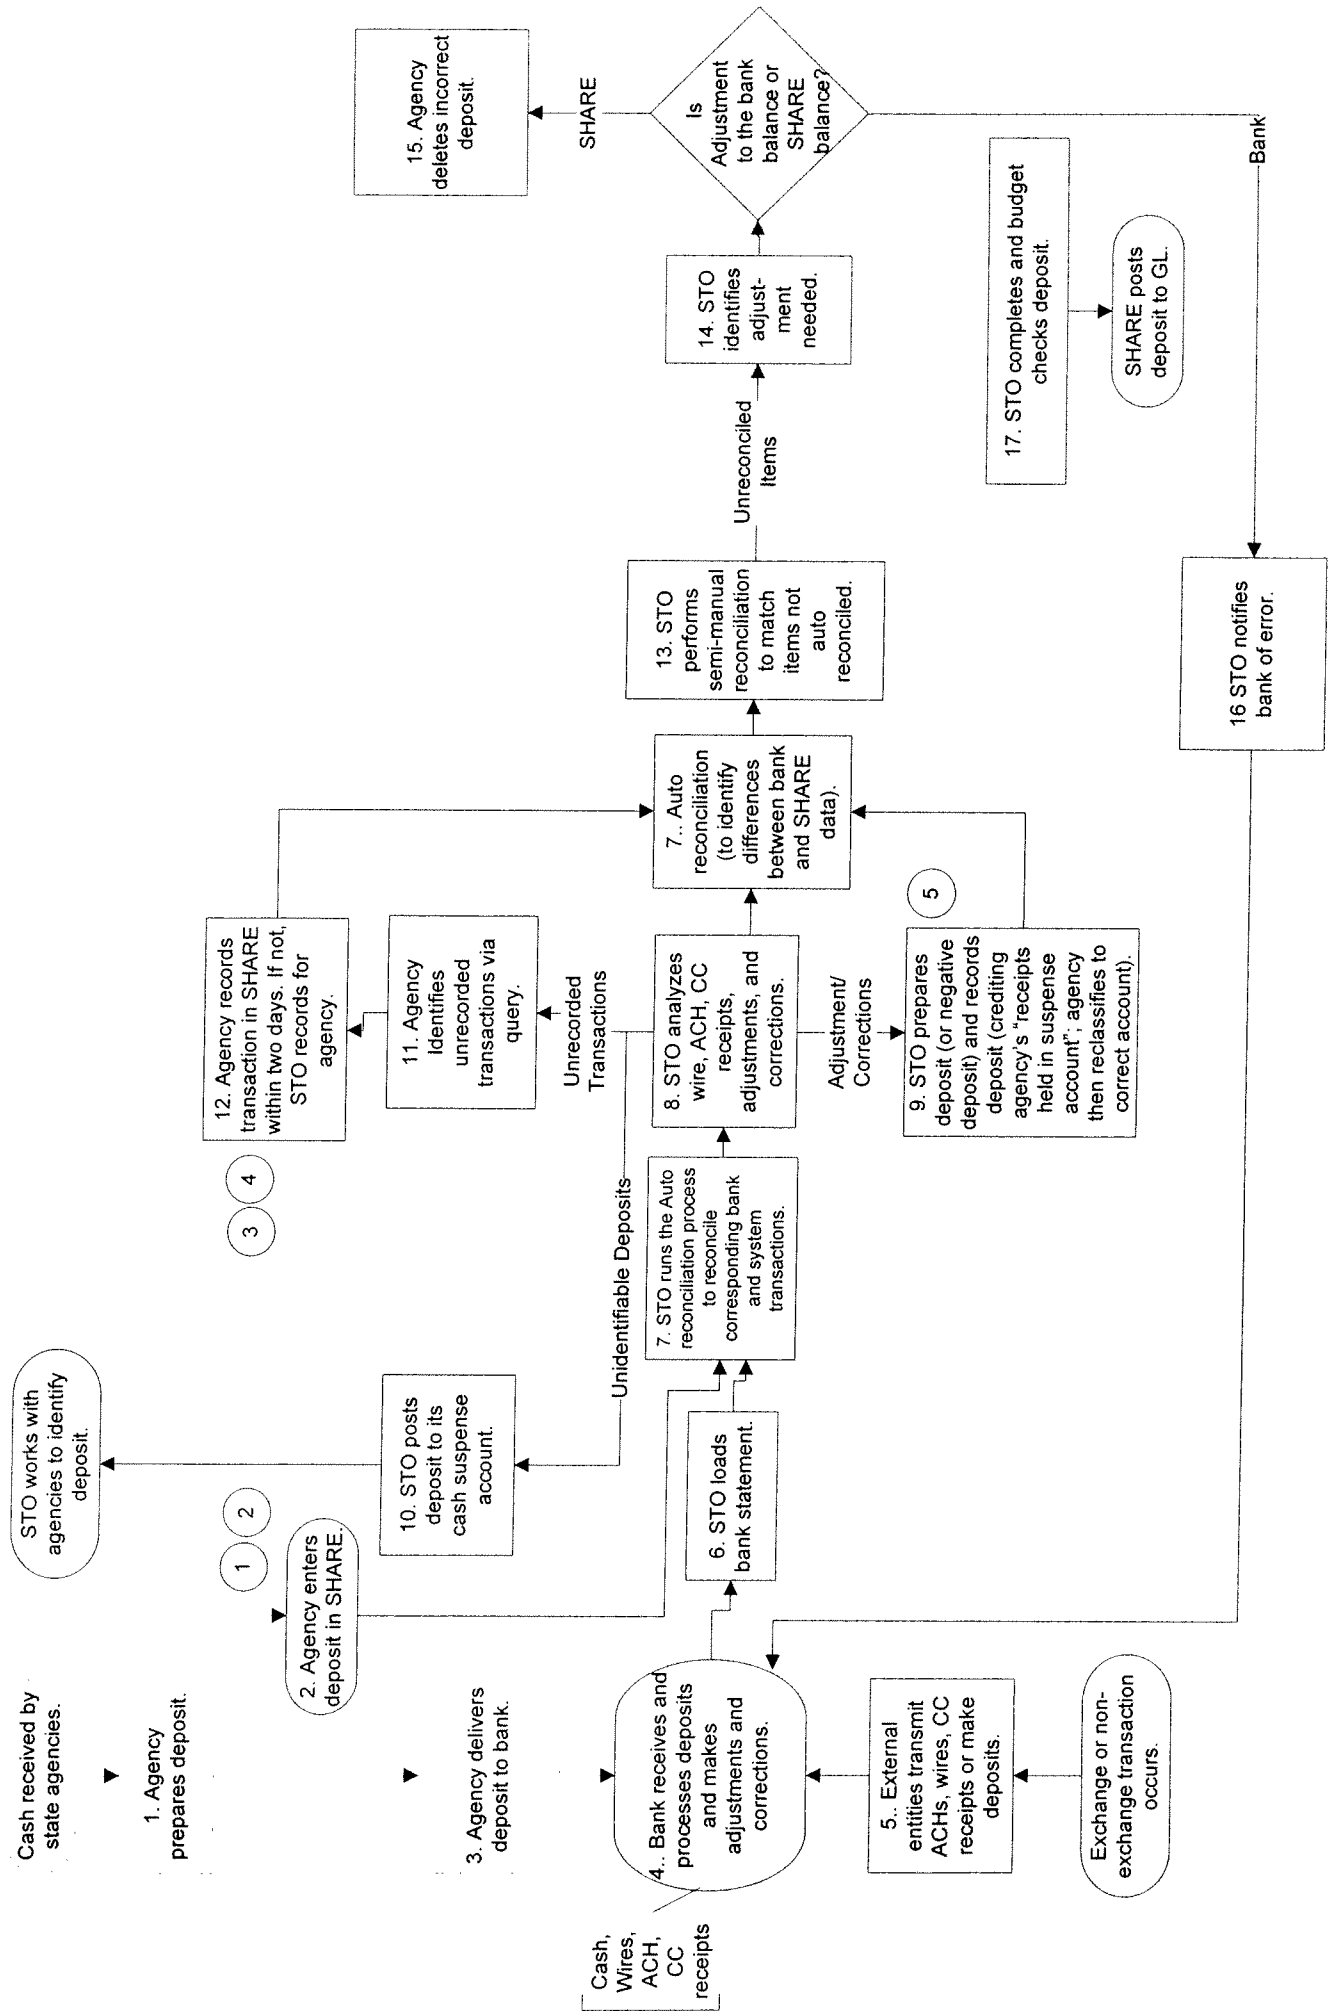 Cash received by
state agencies.
1. Agency
prepares deposit.
2. Agency enters
deposit in SHARE.
1
2
3. Agency delivers
deposit to bank.
Cash,
Wires,
ACH,
CC
receipts
4.. Bank receives and
processes deposits
and makes
adjustments and
corrections.
5.. External
entities transmit
ACHs, wires, CC
receipts or make
deposits.
Exchange or non-
exchange transaction
occurs.
STO works with
agencies to identify
deposit.
10. STO posts
deposit to its
cash suspense
account.
6. STO loads
bank statement.
Unidentifiable Deposits
7. STO runs the Auto
reconciliation process
to reconcile
corresponding bank
and system
transactions.
3
4
12. Agency records
transaction in SHARE
within two days. If not,
STO records for
agency.
11. Agency
Identifies
unrecorded
transactions via
query.
Unrecorded
Transactions
8. STO analyzes
wire, ACH, CC
receipts,
adjustments, and
corrections.
Adjustment/
Corrections
9. STO prepares
deposit (or negative
deposit) and records
deposit (crediting
agency's "receipts
held in suspense
account"; agency
then reclassifies to
correct account).
5
7.. Auto
reconciliation
(to identify
differences
between bank
and SHARE
data).
13. STO
performs
semi-manual
reconciliation
to match
items not
auto
reconciled.
Unreconciled
Items
14. STO
identifies
adjust-
ment
needed.
Is
Adjustment
to the bank
balance or
SHARE
balance?
SHARE
15. Agency
deletes incorrect
deposit.
17. STO completes and budget
checks deposit.
SHARE posts
deposit to GL.
Bank
16 STO notifies
bank of error.